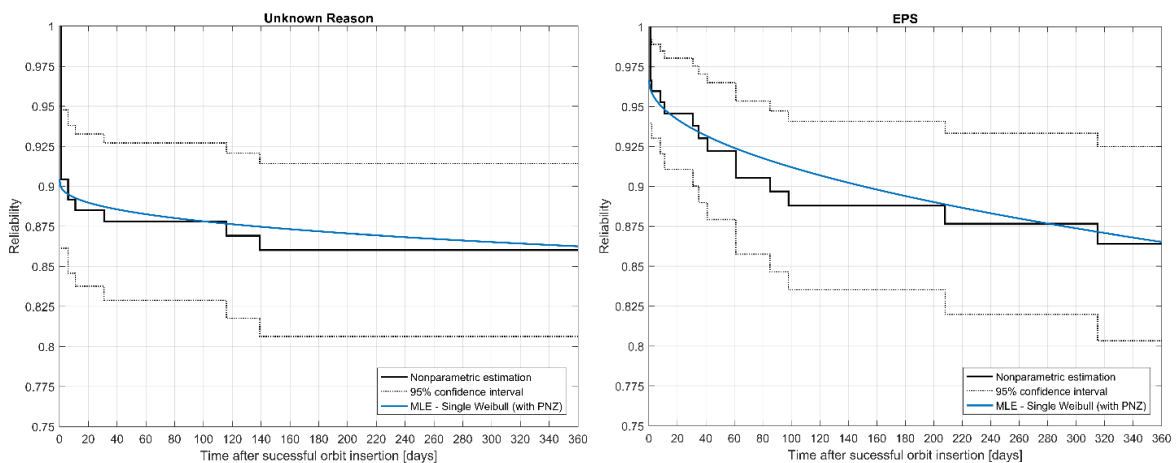 Unknown Reason
1
0.975
0.95
0.925
0.9
0.875
0.85
0.825
0.8
0.775
0.75
Reliability
0 20 40 60 80 100 120 140 160 180 200 220 240 260 280 300 320 340 360
Time after sucessful orbit insertion [days]
Nonparametric estimation
95% confidence interval
MLE - Single Weibull (with PNZ)
EPS
1
0.975
0.95
0.925
0.9
0.875
0.85
0.825
0.8
0.775
0.75
Reliability
0 20 40 60 80 100 120 140 160 180 200 220 240 260 280 300 320 340 360
Time after sucessful orbit insertion [days]
Nonparametric estimation
95% confidence interval
MLE - Single Weibull (with PNZ)